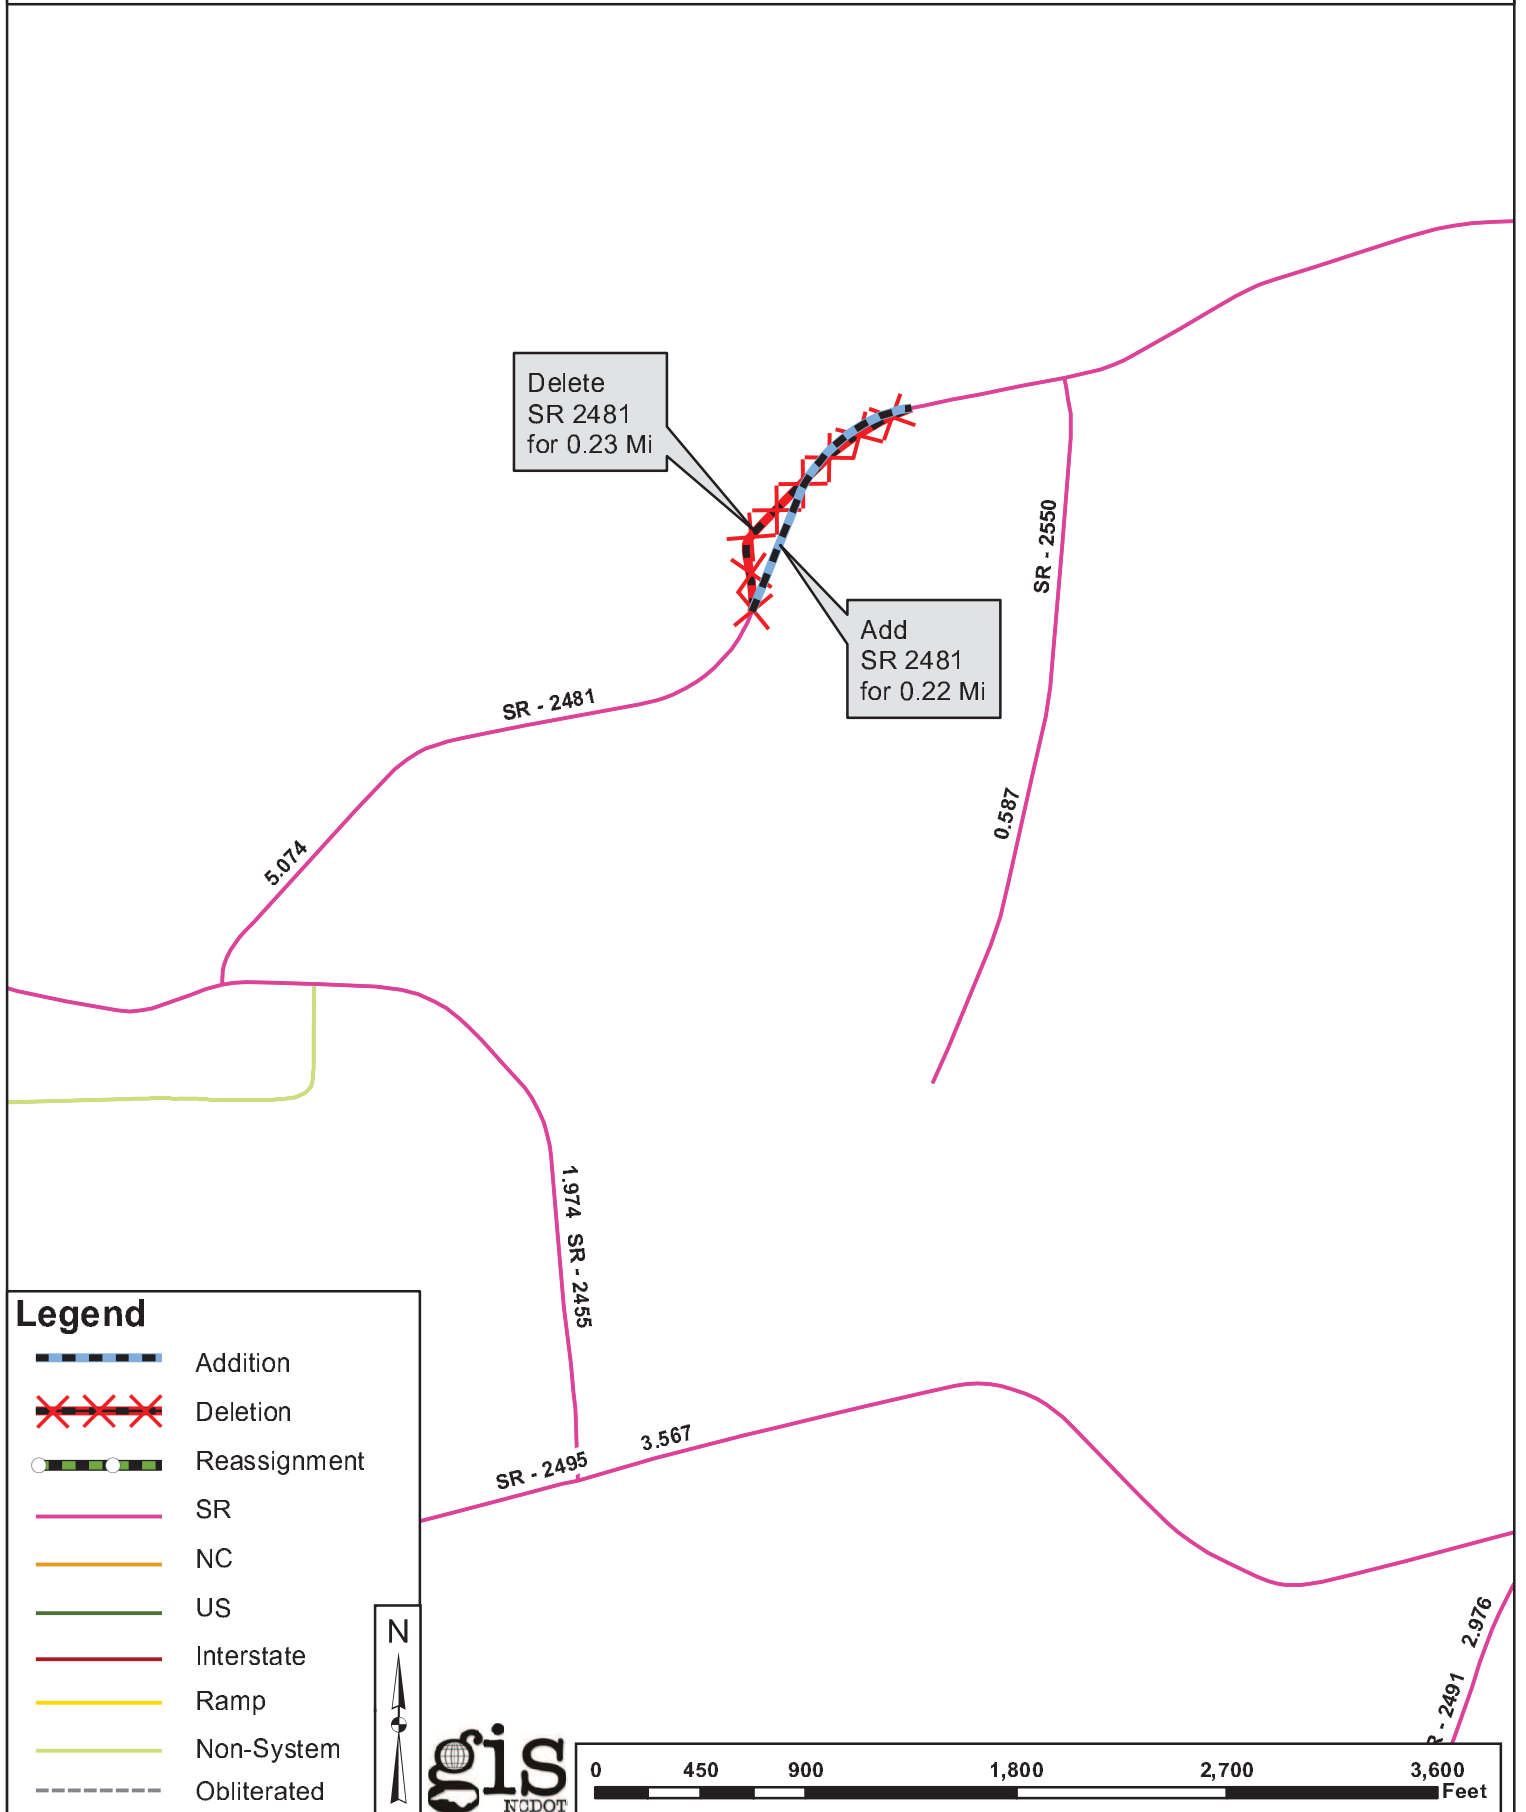 Delete
SR 2481
for 0.23 Mi
SR - 2550
Add
SR 2481
for 0.22 Mi
SR - 2481
0.587
5.074
1.974 SR - 2455
SR - 2495
3.567
2.976
R - 2491
Legend
Addition
Deletion
Reassignment
SR
NC
US
Interstate
Ramp
Non-System
Obliterated
N
gis
NCDOT
0 450 900 1,800 2,700 3,600
Feet